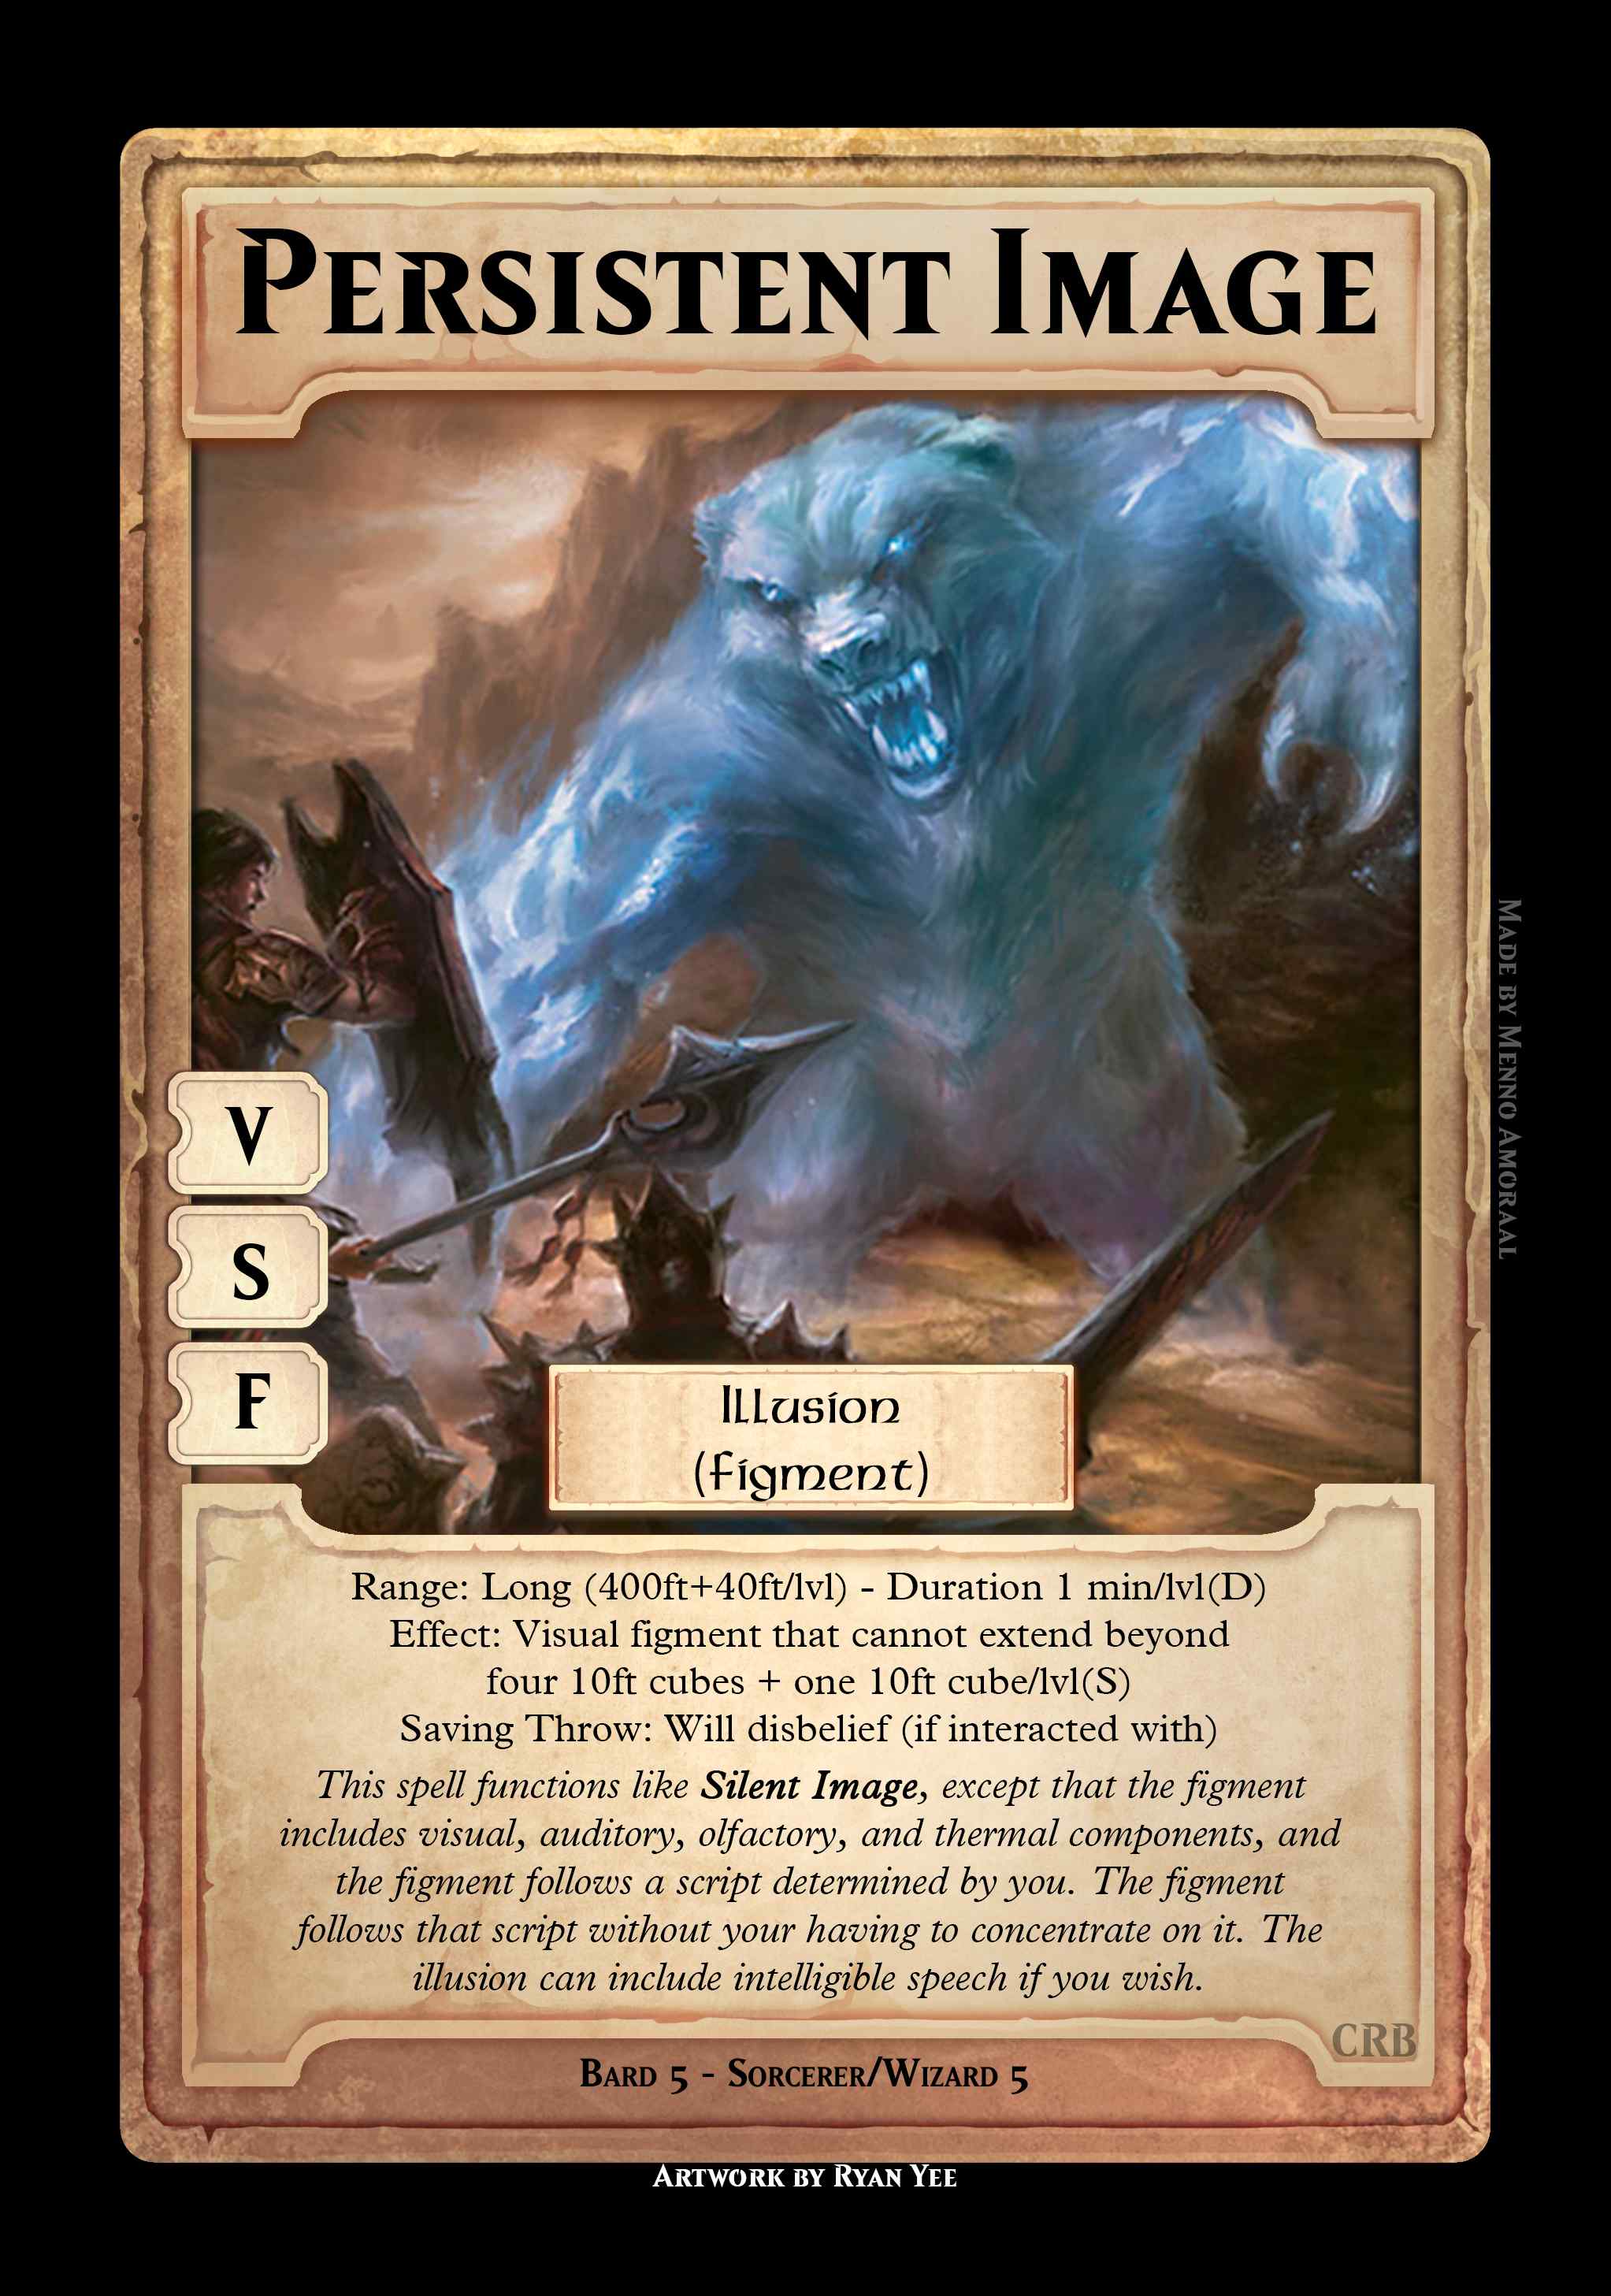 Persistent Image
V
S
F
Illusion
(Figment)
Range: Long (400ft+40ft/lvl) - Duration 1 min/lvl(D)
Effect: Visual figment that cannot extend beyond
four 10ft cubes + one 10ft cube/lvl(S)
Saving Throw: Will disbelief (if interacted with)
This spell functions like Silent Image, except that the figment
includes visual, auditory, olfactory, and thermal components, and
the figment follows a script determined by you. The figment
follows that script without your having to concentrate on it. The
illusion can include intelligible speech if you wish.
CRB
Bard 5 - Sorcerer/Wizard 5
Artwork by Ryan Yee
Made by Menno Amoraal